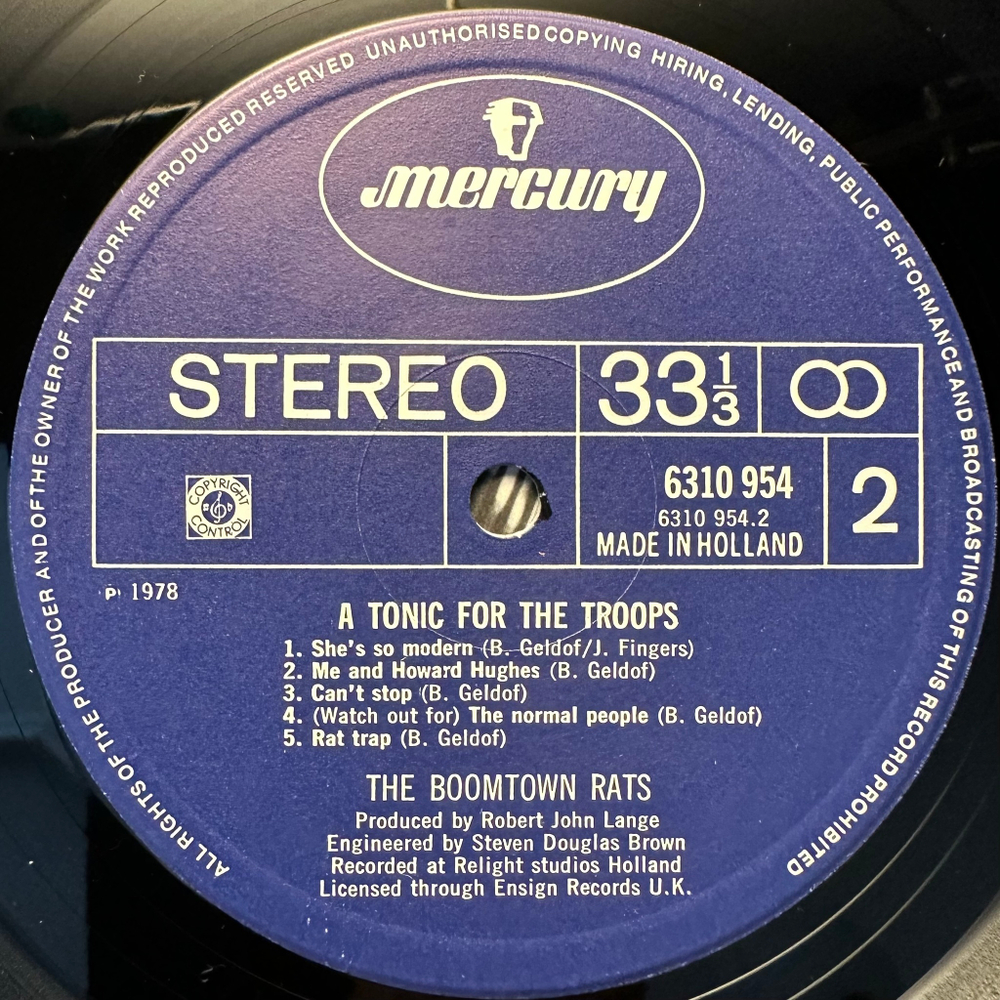 ALL RIGHTS OF THE PRODUCER AND OF THE OWNER OF THE WORK REPRODUCED RESERVED UNAUTHORISED COPYING HIRING, LENDING, PUBLIC PERFORMANCE AND BROADCASTING OF THIS RECORD PROHIBITED
mercury
STEREO 33 1/3
COPYRIGHT CONTROL
6310 954
6310 954.2
MADE IN HOLLAND
2
℗ 1978
A TONIC FOR THE TROOPS
1. She's so modern (B. Geldof/J. Fingers)
2. Me and Howard Hughes (B. Geldof)
3. Can't stop (B. Geldof)
4. (Watch out for) The normal people (B. Geldof)
5. Rat trap (B. Geldof)
THE BOOMTOWN RATS
Produced by Robert John Lange
Engineered by Steven Douglas Brown
Recorded at Relight studios Holland
Licensed through Ensign Records U.K.